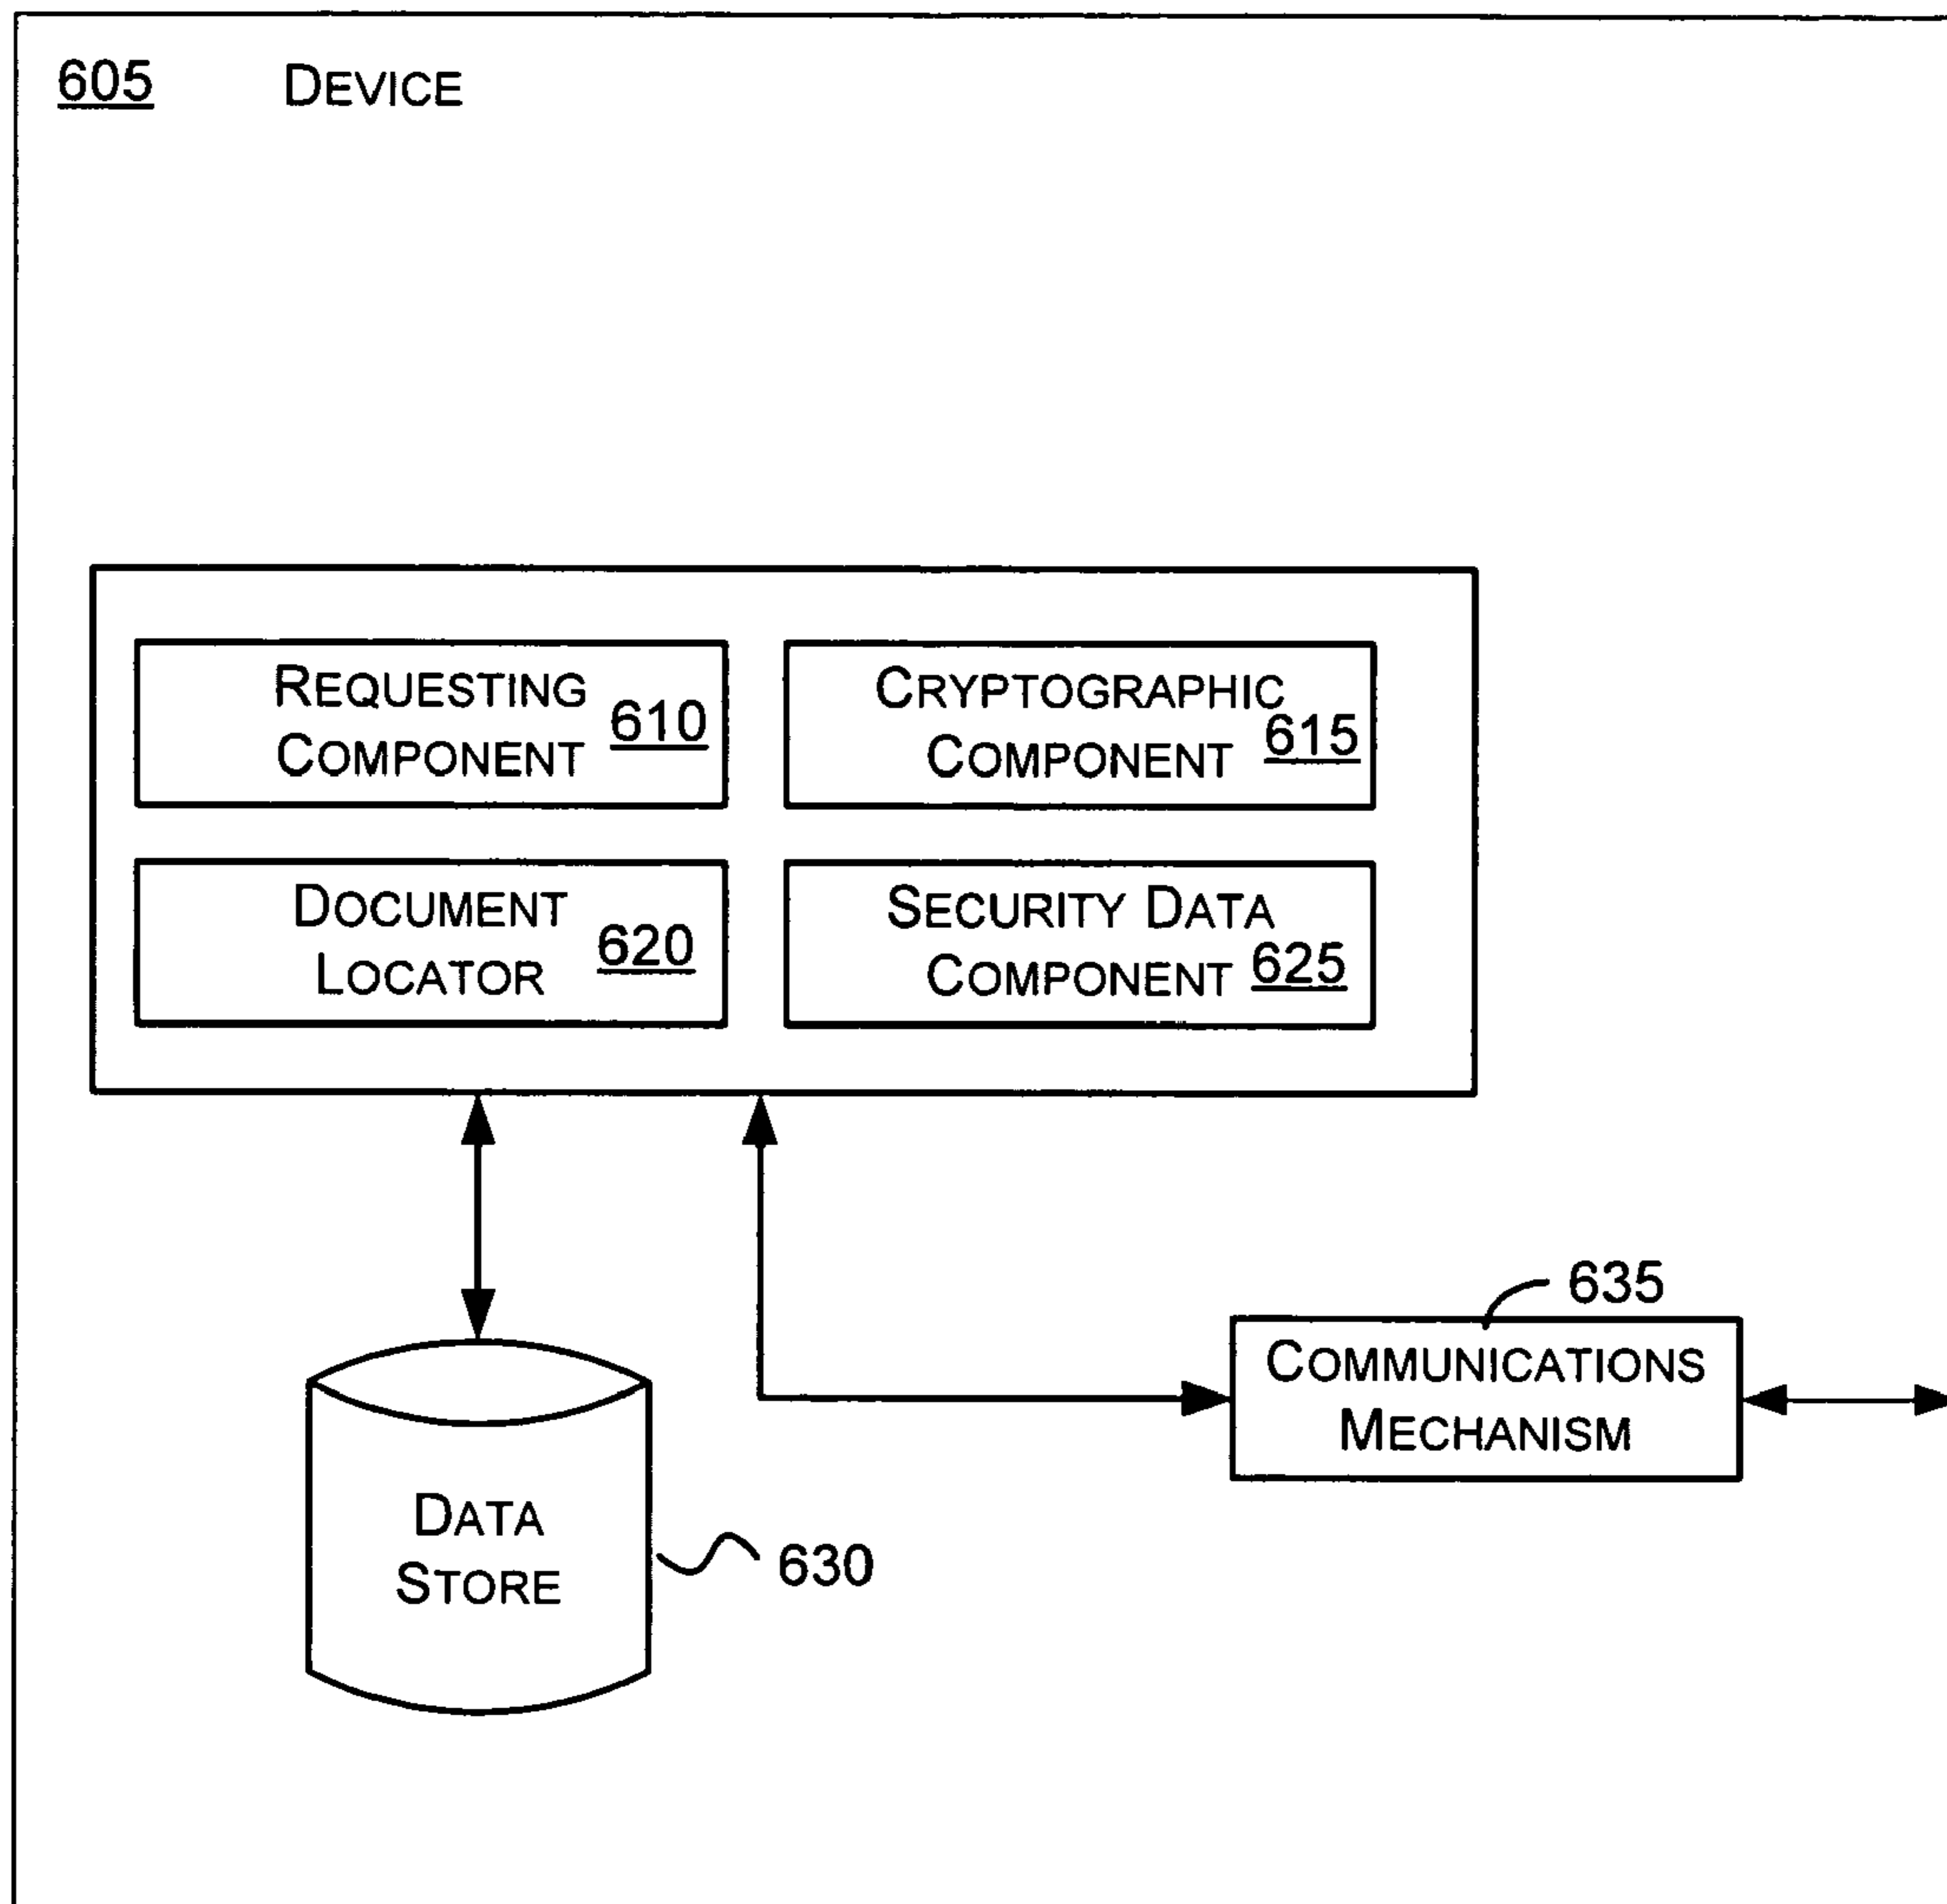 605 DEVICE
REQUESTING
COMPONENT 610
CRYPTOGRAPHIC
COMPONENT 615
DOCUMENT
LOCATOR 620
SECURITY DATA
COMPONENT 625
635
COMMUNICATIONS
MECHANISM
DATA
STORE
630